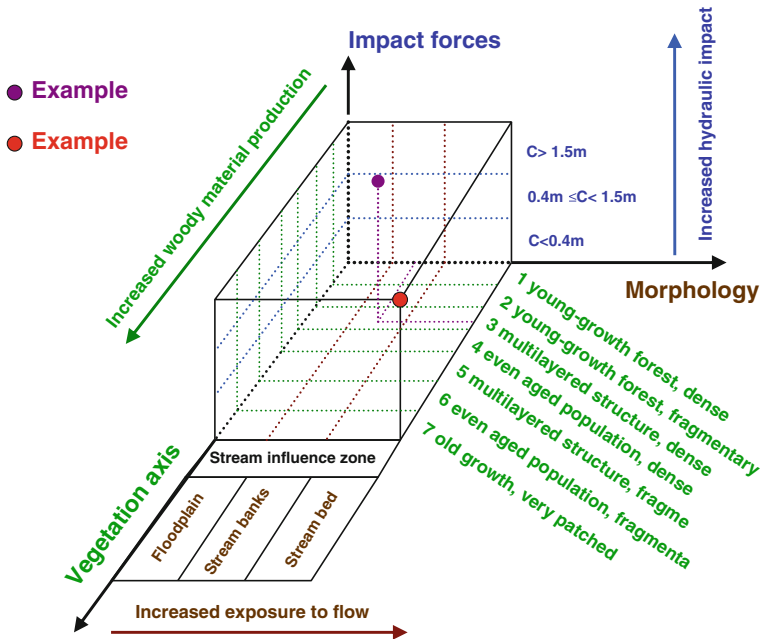 Impact forces
Example
Example
Increased woody material production
Increased hydraulic impact
C> 1.5m
0.4m ≤C< 1.5m
C<0.4m
Morphology
1 young-growth forest, dense
2 young-growth forest, fragmentary
3 multilayered structure, dense
4 even aged population, dense
5 multilayered structure, fragme
6 even aged population, fragmenta
7 old growth, very patched
Stream influence zone
Vegetation axis
Floodplain
Stream banks
Stream bed
Increased exposure to flow